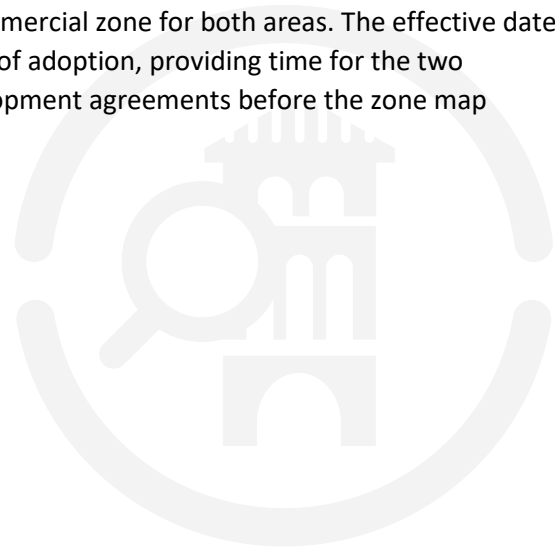 mercial zone for both areas. The effective date
of adoption, providing time for the two
opment agreements before the zone map